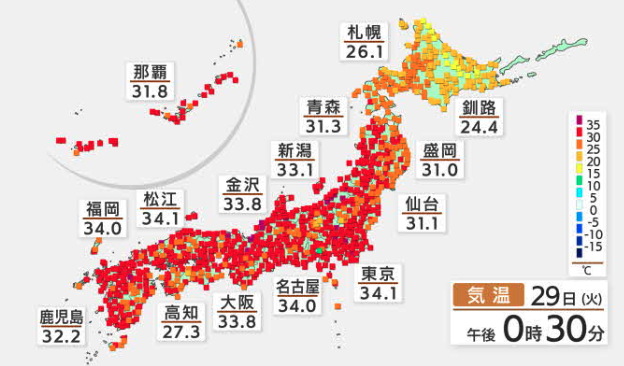 札幌
26.1
那覇
31.8
青森
31.3
釧路
24.4
新潟
33.1
盛岡
31.0
金沢
33.8
松江
34.1
福岡
34.0
仙台
31.1
東京
34.1
名古屋
34.0
大阪
33.8
高知
27.3
鹿児島
32.2
35
30
25
20
15
10
5
0
-5
-10
-15
℃
気温 29日(火)
午後 0時30分